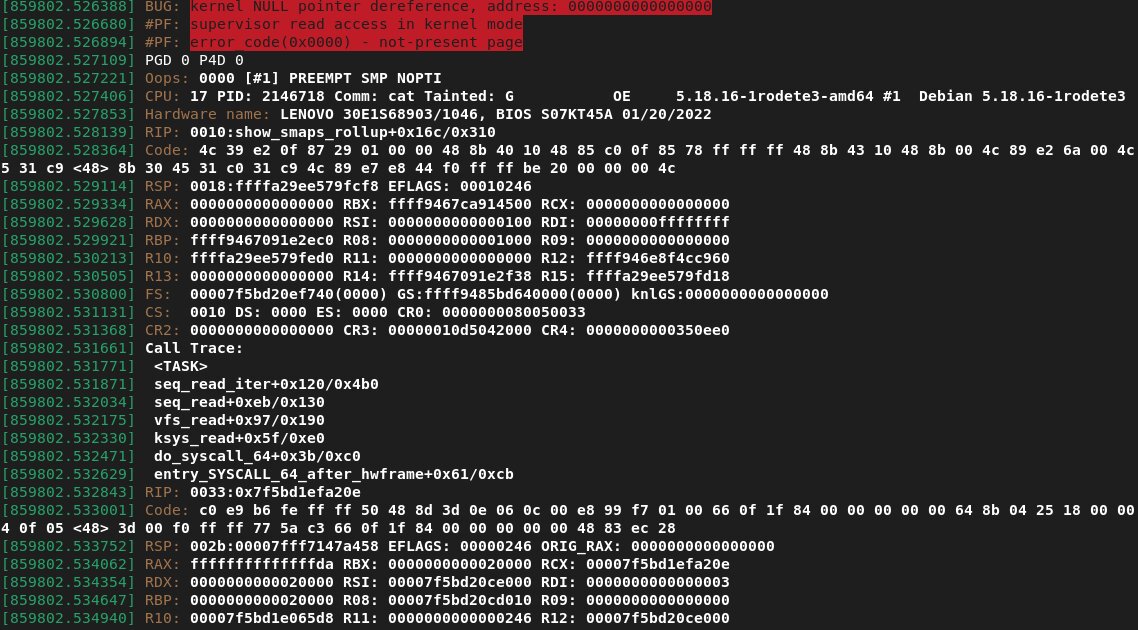 [859802.526388] BUG: kernel NULL pointer dereference, address: 0000000000000000
[859802.526680] #PF: supervisor read access in kernel mode
[859802.526894] #PF: error_code(0x0000) - not-present page
[859802.527109] PGD 0 P4D 0
[859802.527221] Oops: 0000 [#1] PREEMPT SMP NOPTI
[859802.527406] CPU: 17 PID: 2146718 Comm: cat Tainted: G           OE     5.18.16-1rodete3-amd64 #1  Debian 5.18.16-1rodete3
[859802.527853] Hardware name: LENOVO 30E1S68903/1046, BIOS S07KT45A 01/20/2022
[859802.528139] RIP: 0010:show_smaps_rollup+0x16c/0x310
[859802.528364] Code: 4c 39 e2 0f 87 29 01 00 00 48 8b 40 10 48 85 c0 0f 85 78 ff ff ff 48 8b 43 10 48 8b 00 4c 89 e2 6a 00 4c
5 31 c9 <48> 8b 30 45 31 c0 31 c9 4c 89 e7 e8 44 f0 ff ff be 20 00 00 00 4c
[859802.529114] RSP: 0018:ffffa29ee579fcf8 EFLAGS: 00010246
[859802.529334] RAX: 0000000000000000 RBX: ffff9467ca914500 RCX: 0000000000000000
[859802.529628] RDX: 0000000000000000 RSI: 0000000000000100 RDI: 00000000ffffffff
[859802.529921] RBP: ffff9467091e2ec0 R08: 0000000000001000 R09: 0000000000000000
[859802.530213] R10: ffffa29ee579fed0 R11: 0000000000000000 R12: ffff946e8f4cc960
[859802.530505] R13: 0000000000000000 R14: ffff9467091e2f38 R15: ffffa29ee579fd18
[859802.530800] FS:  00007f5bd20ef740(0000) GS:ffff9485bd640000(0000) knlGS:0000000000000000
[859802.531131] CS:  0010 DS: 0000 ES: 0000 CR0: 0000000080050033
[859802.531368] CR2: 0000000000000000 CR3: 00000010d5042000 CR4: 0000000000350ee0
[859802.531661] Call Trace:
[859802.531771]  <TASK>
[859802.531871]  seq_read_iter+0x120/0x4b0
[859802.532034]  seq_read+0xeb/0x130
[859802.532175]  vfs_read+0x97/0x190
[859802.532330]  ksys_read+0x5f/0xe0
[859802.532471]  do_syscall_64+0x3b/0xc0
[859802.532629]  entry_SYSCALL_64_after_hwframe+0x61/0xcb
[859802.532843] RIP: 0033:0x7f5bd1efa20e
[859802.533001] Code: c0 e9 b6 fe ff ff 50 48 8d 3d 0e 06 0c 00 e8 99 f7 01 00 66 0f 1f 84 00 00 00 00 00 64 8b 04 25 18 00 00
4 0f 05 <48> 3d 00 f0 ff ff 77 5a c3 66 0f 1f 84 00 00 00 00 00 48 83 ec 28
[859802.533752] RSP: 002b:00007fff7147a458 EFLAGS: 00000246 ORIG_RAX: 0000000000000000
[859802.534062] RAX: ffffffffffffffda RBX: 0000000000020000 RCX: 00007f5bd1efa20e
[859802.534354] RDX: 0000000000020000 RSI: 00007f5bd20ce000 RDI: 0000000000000003
[859802.534647] RBP: 0000000000020000 R08: 00007f5bd20cd010 R09: 0000000000000000
[859802.534940] R10: 00007f5bd1e065d8 R11: 0000000000000246 R12: 00007f5bd20ce000